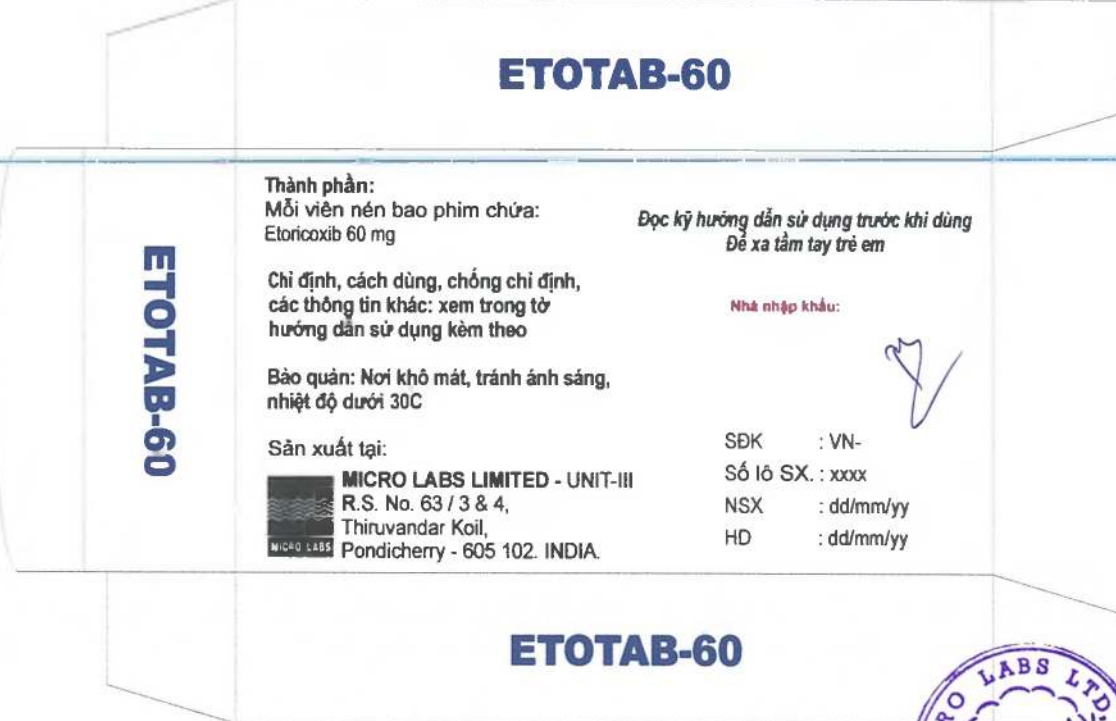 ETOTAB-60
ETOTAB-60
Thành phần:
Mỗi viên nén bao phim chứa:
Etoricoxib 60 mg
Chỉ định, cách dùng, chống chỉ định,
các thông tin khác: xem trong tờ
hướng dẫn sử dụng kèm theo
Bảo quản: Nơi khô mát, tránh ánh sáng,
nhiệt độ dưới 30C
Sản xuất tại:
MICRO LABS
MICRO LABS LIMITED - UNIT-III
R.S. No. 63 / 3 & 4,
Thiruvandar Koil,
Pondicherry - 605 102. INDIA.
Đọc kỹ hướng dẫn sử dụng trước khi dùng
Để xa tầm tay trẻ em
Nhà nhập khẩu:
SĐK : VN-
Số lô SX. : xxxx
NSX : dd/mm/yy
HD : dd/mm/yy
ETOTAB-60
RO LABS LTD